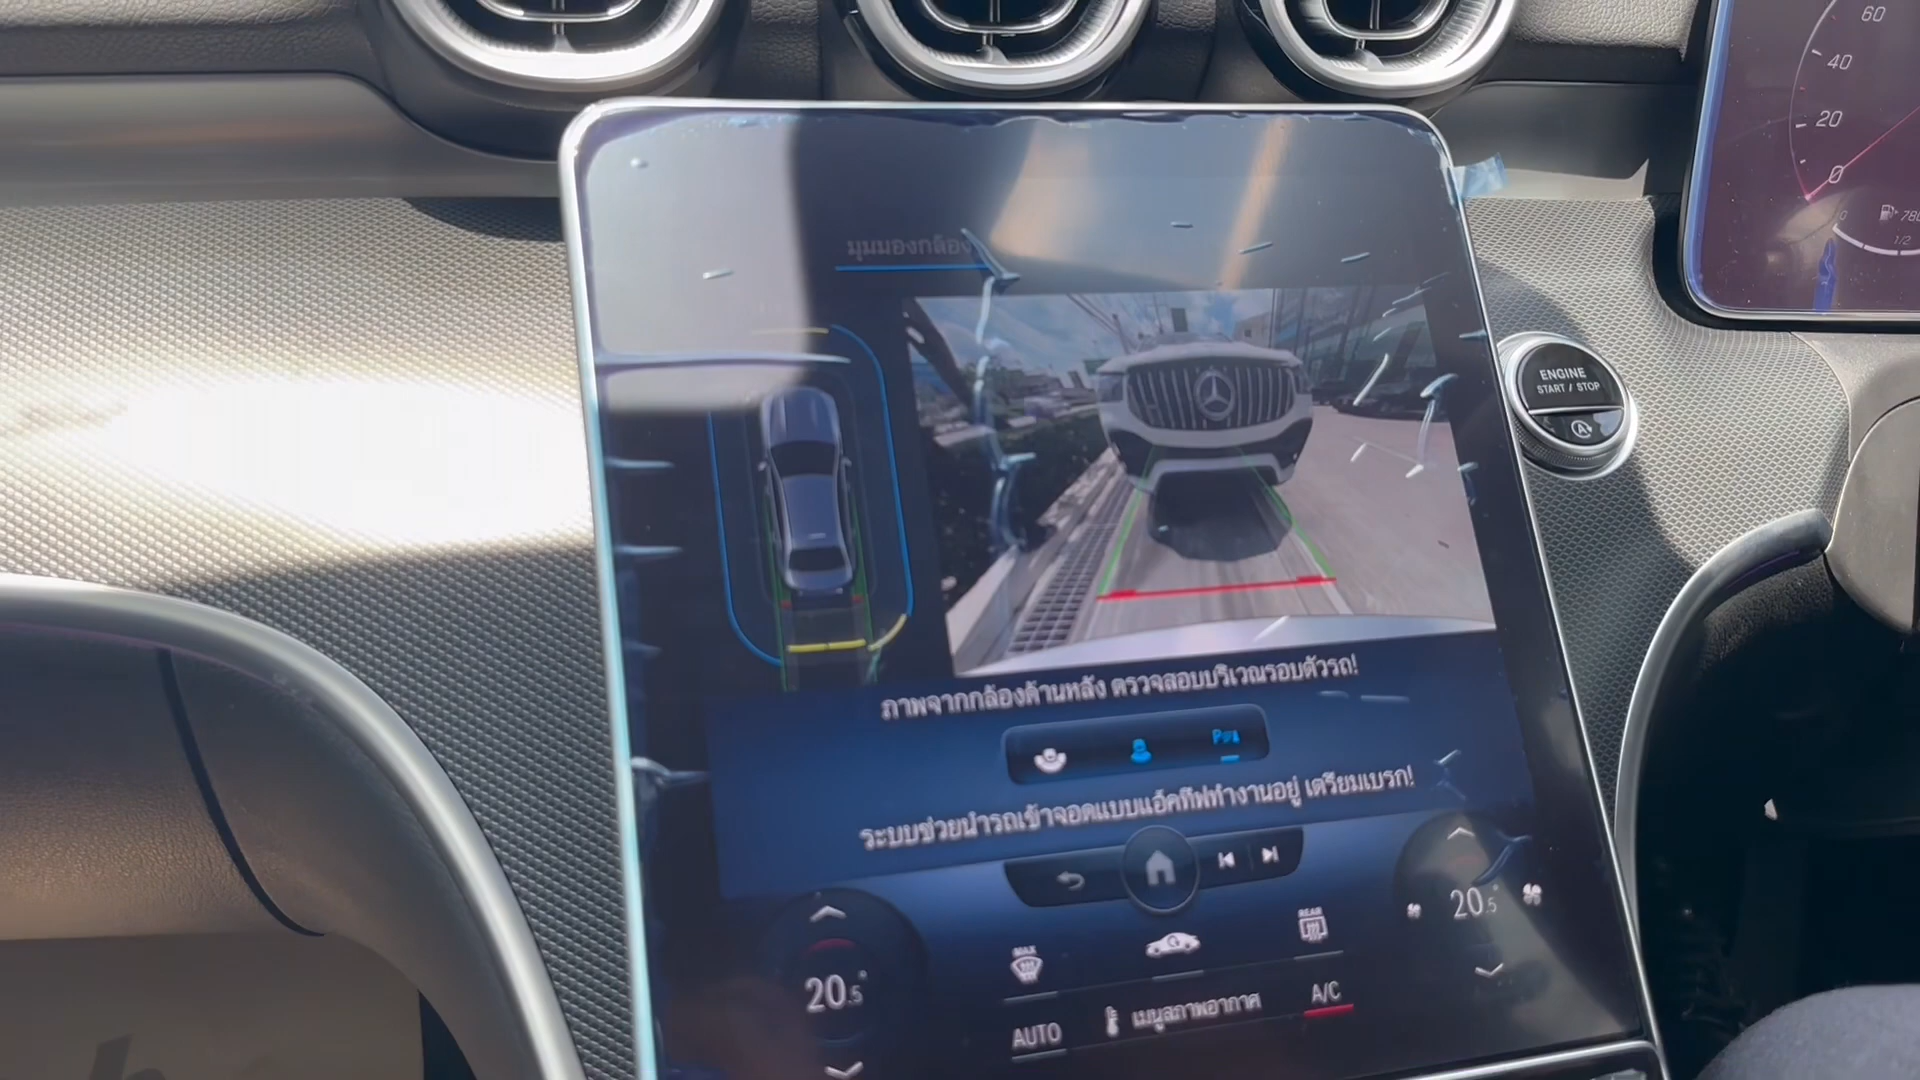 60
40
20
0
780
0
1/2
ENGINE
START / STOP
A
มุมมองกล้อง
ภาพจากกล้องด้านหลัง ตรวจสอบบริเวณรอบตัวรถ!
ระบบช่วยนำรถเข้าจอดแบบแอ็คทีฟทำงานอยู่ เตรียมเบรก!
20.5°
20.5°
MAX
REAR
AUTO
เมนูสภาพอากาศ
A/C